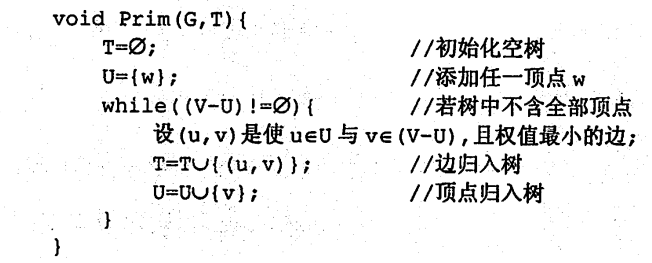 void Prim(G,T){
    T=∅;                    //初始化空树
    U={w};                  //添加任一顶点 w
    while((V-U)!=∅){        //若树中不含全部顶点
        设(u,v)是使 u∈U 与 v∈(V-U),且权值最小的边;
        T=T∪{(u,v)};        //边归入树
        U=U∪{v};            //顶点归入树
    }
}